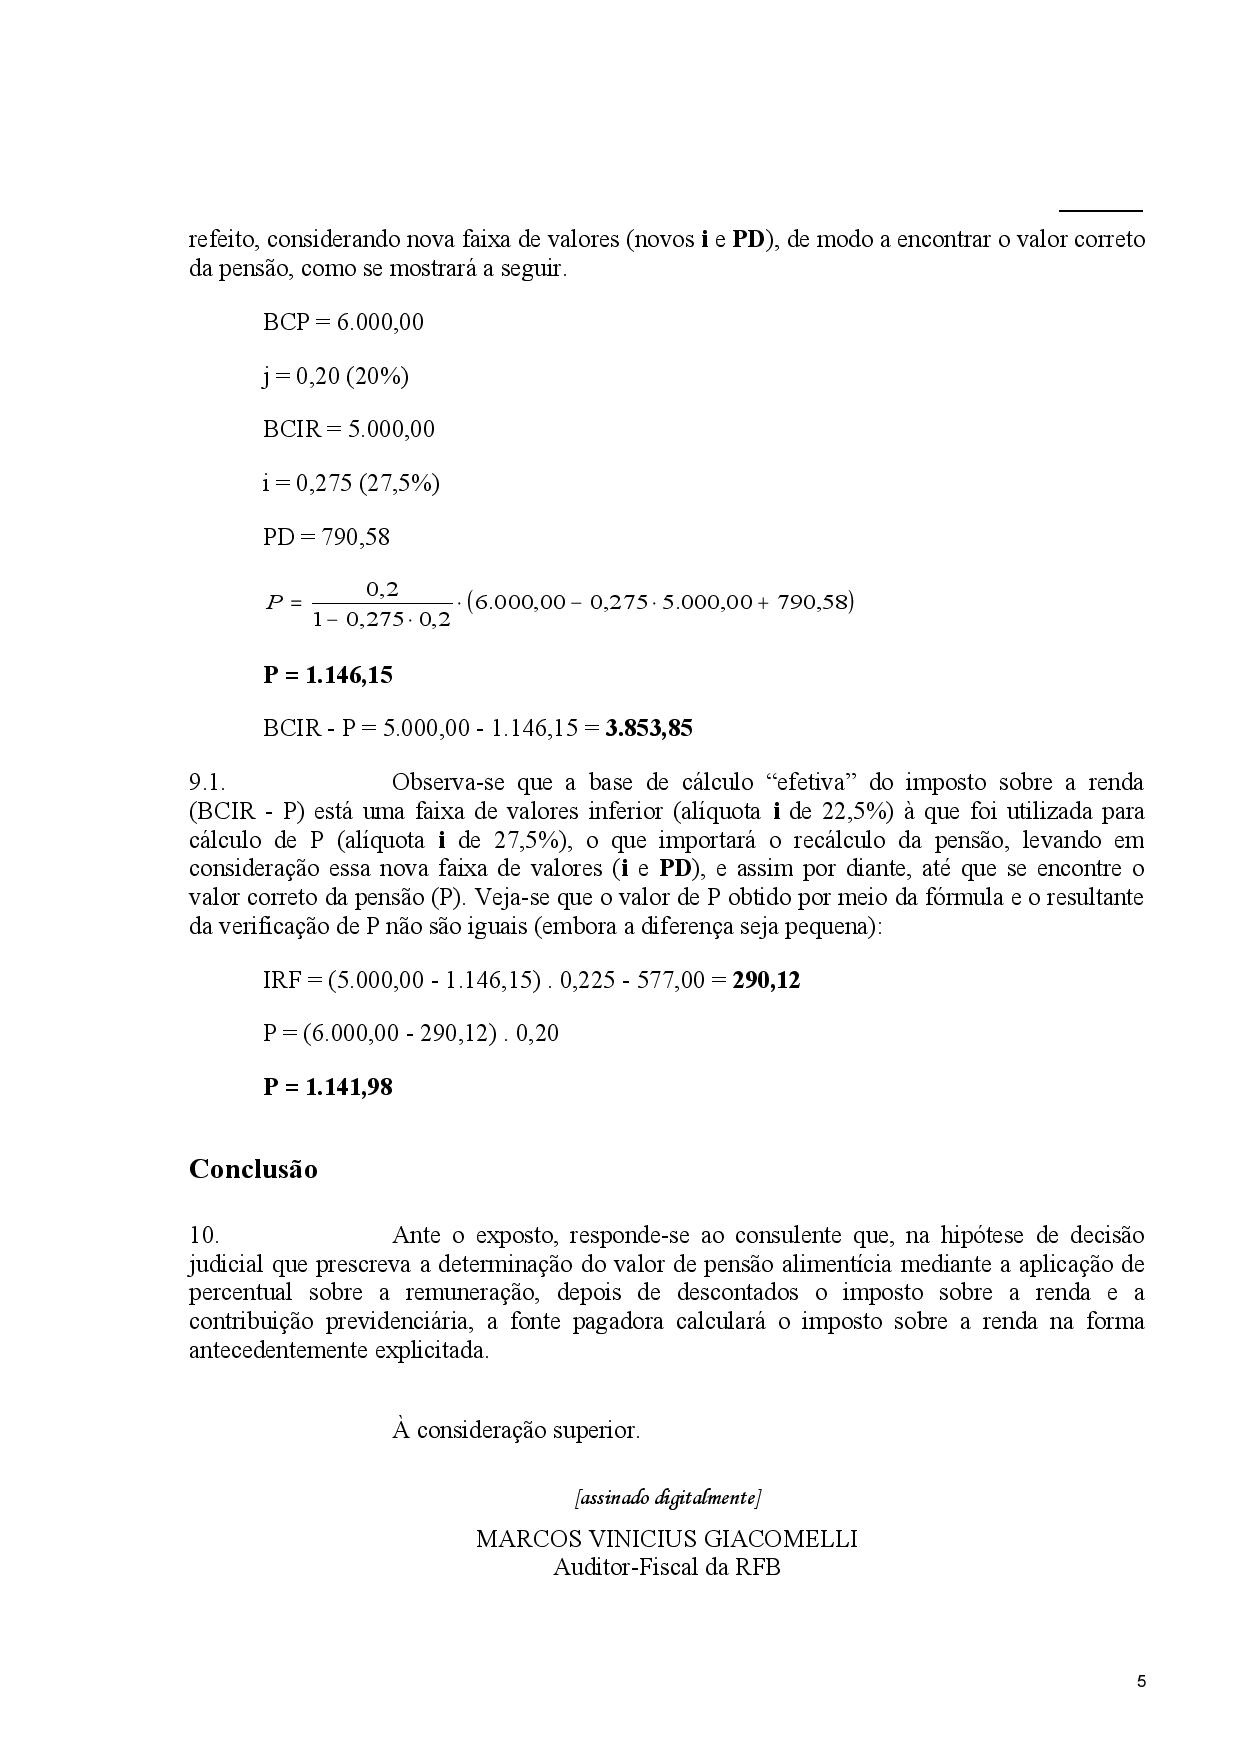 refeito, considerando nova faixa de valores (novos i e PD), de modo a encontrar o valor correto
da pensão, como se mostrará a seguir.
BCP = 6.000,00
j = 0,20 (20%)
BCIR = 5.000,00
i = 0,275 (27,5%)
PD = 790,58
P = 0,2 / (1 − 0,275 · 0,2) · (6.000,00 − 0,275 · 5.000,00 + 790,58)
P = 1.146,15
BCIR - P = 5.000,00 - 1.146,15 = 3.853,85
9.1. Observa-se que a base de cálculo “efetiva” do imposto sobre a renda
(BCIR - P) está uma faixa de valores inferior (alíquota i de 22,5%) à que foi utilizada para
cálculo de P (alíquota i de 27,5%), o que importará o recálculo da pensão, levando em
consideração essa nova faixa de valores (i e PD), e assim por diante, até que se encontre o
valor correto da pensão (P). Veja-se que o valor de P obtido por meio da fórmula e o resultante
da verificação de P não são iguais (embora a diferença seja pequena):
IRF = (5.000,00 - 1.146,15) . 0,225 - 577,00 = 290,12
P = (6.000,00 - 290,12) . 0,20
P = 1.141,98
Conclusão
10. Ante o exposto, responde-se ao consulente que, na hipótese de decisão
judicial que prescreva a determinação do valor de pensão alimentícia mediante a aplicação de
percentual sobre a remuneração, depois de descontados o imposto sobre a renda e a
contribuição previdenciária, a fonte pagadora calculará o imposto sobre a renda na forma
antecedentemente explicitada.
À consideração superior.
[assinado digitalmente]
MARCOS VINICIUS GIACOMELLI
Auditor-Fiscal da RFB
5